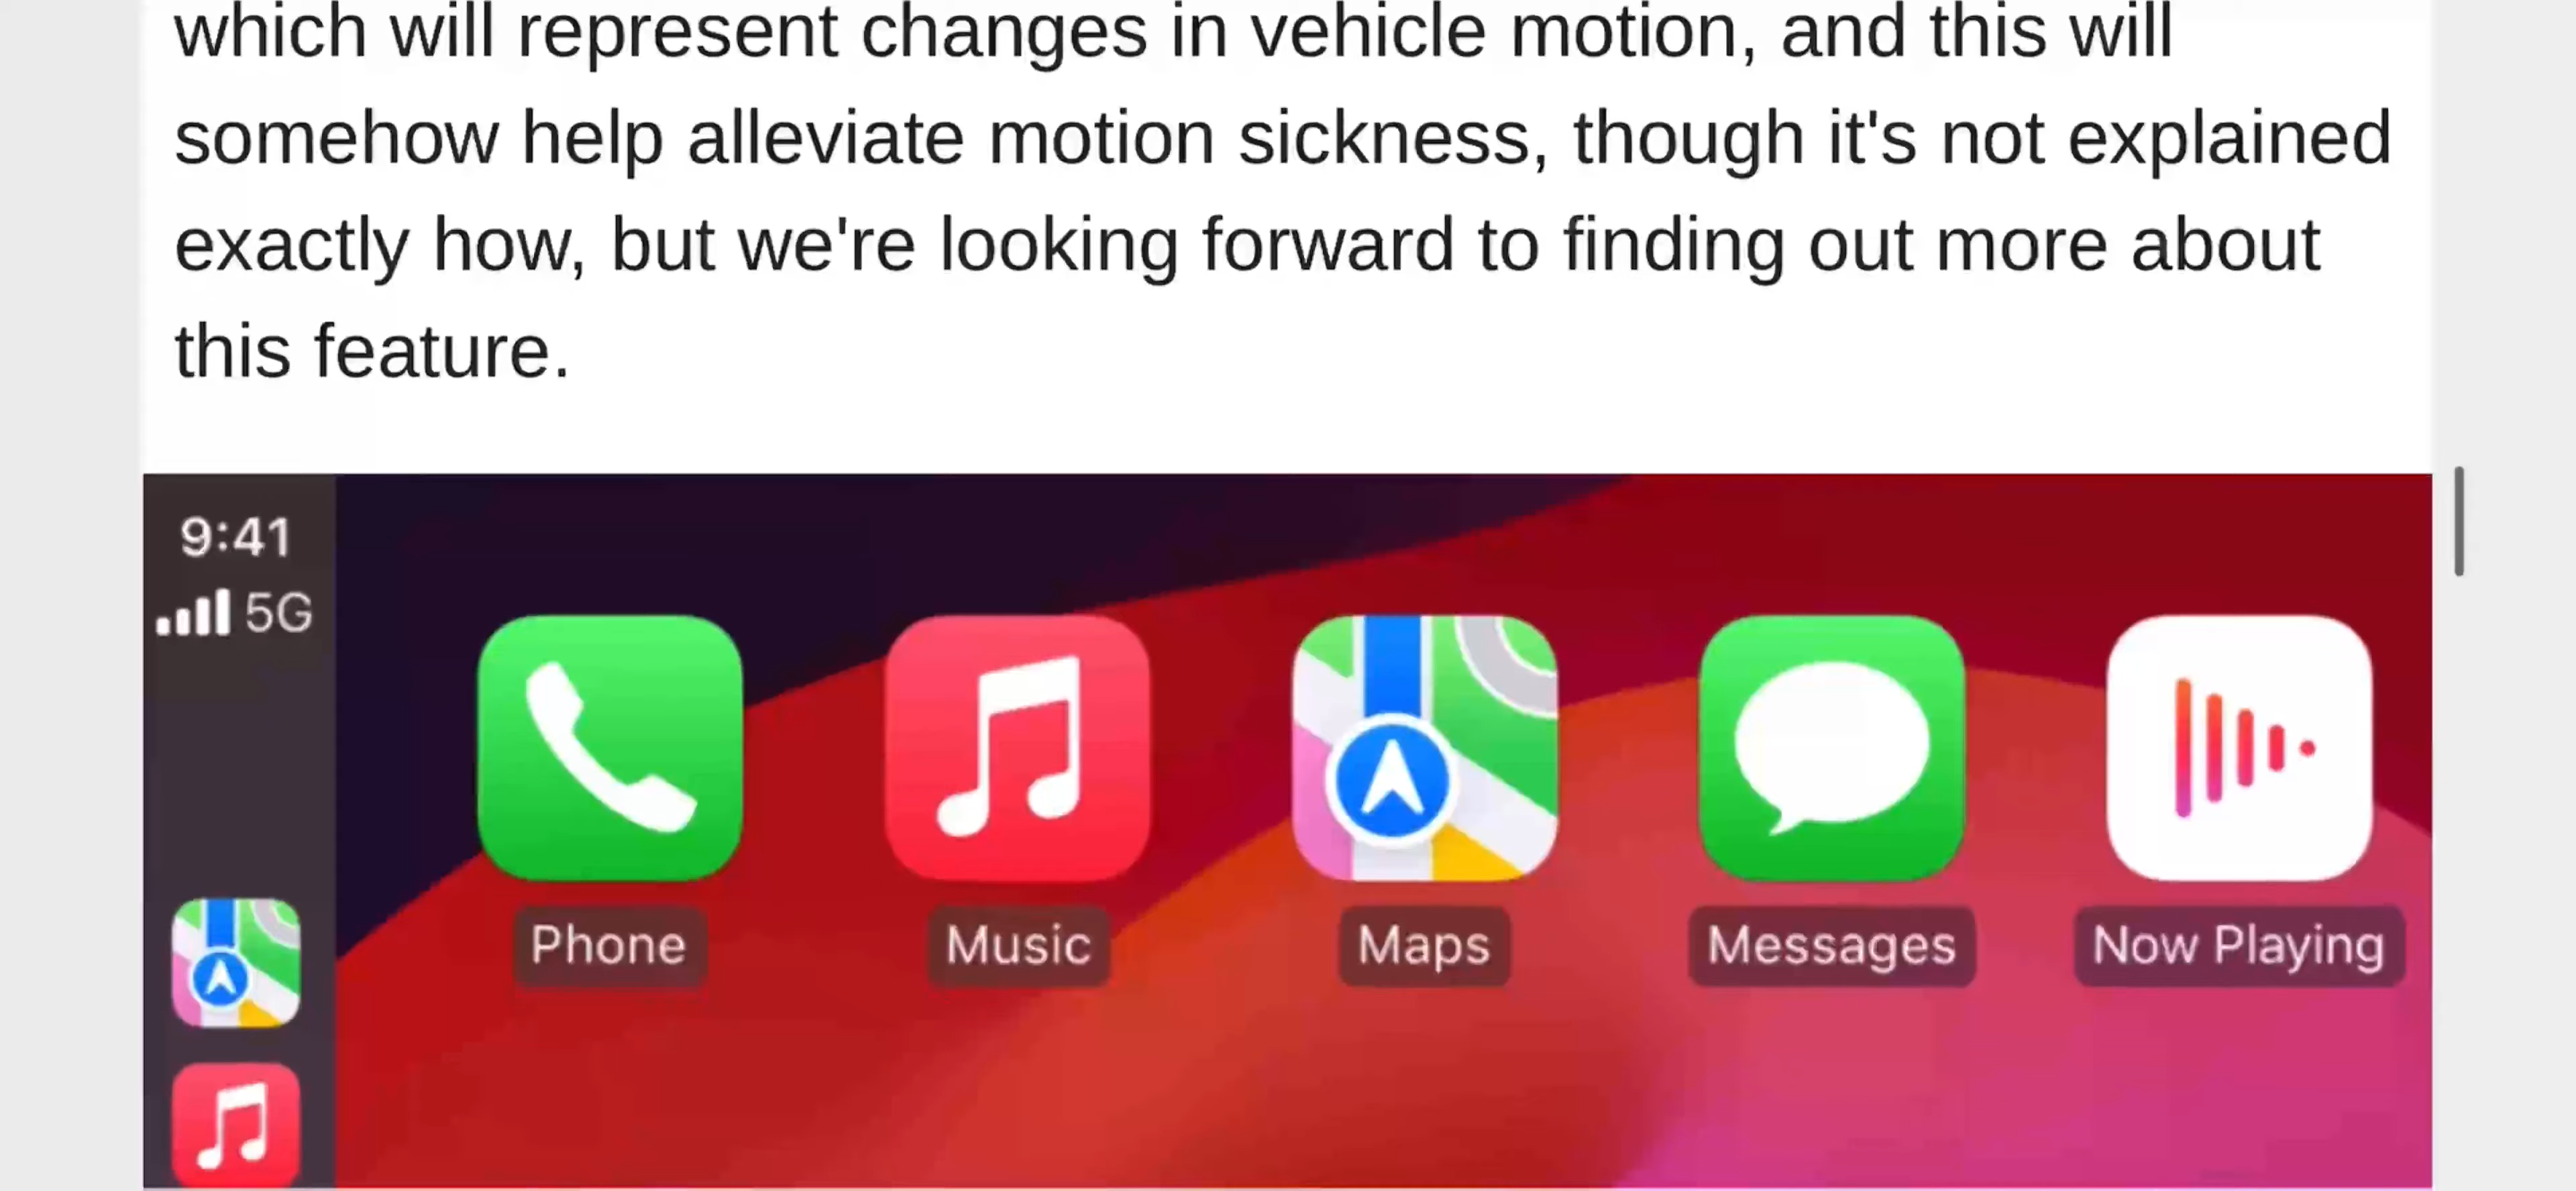 which will represent changes in vehicle motion, and this will
somehow help alleviate motion sickness, though it's not explained
exactly how, but we're looking forward to finding out more about
this feature.
9:41
5G
Phone
Music
Maps
Messages
Now Playing